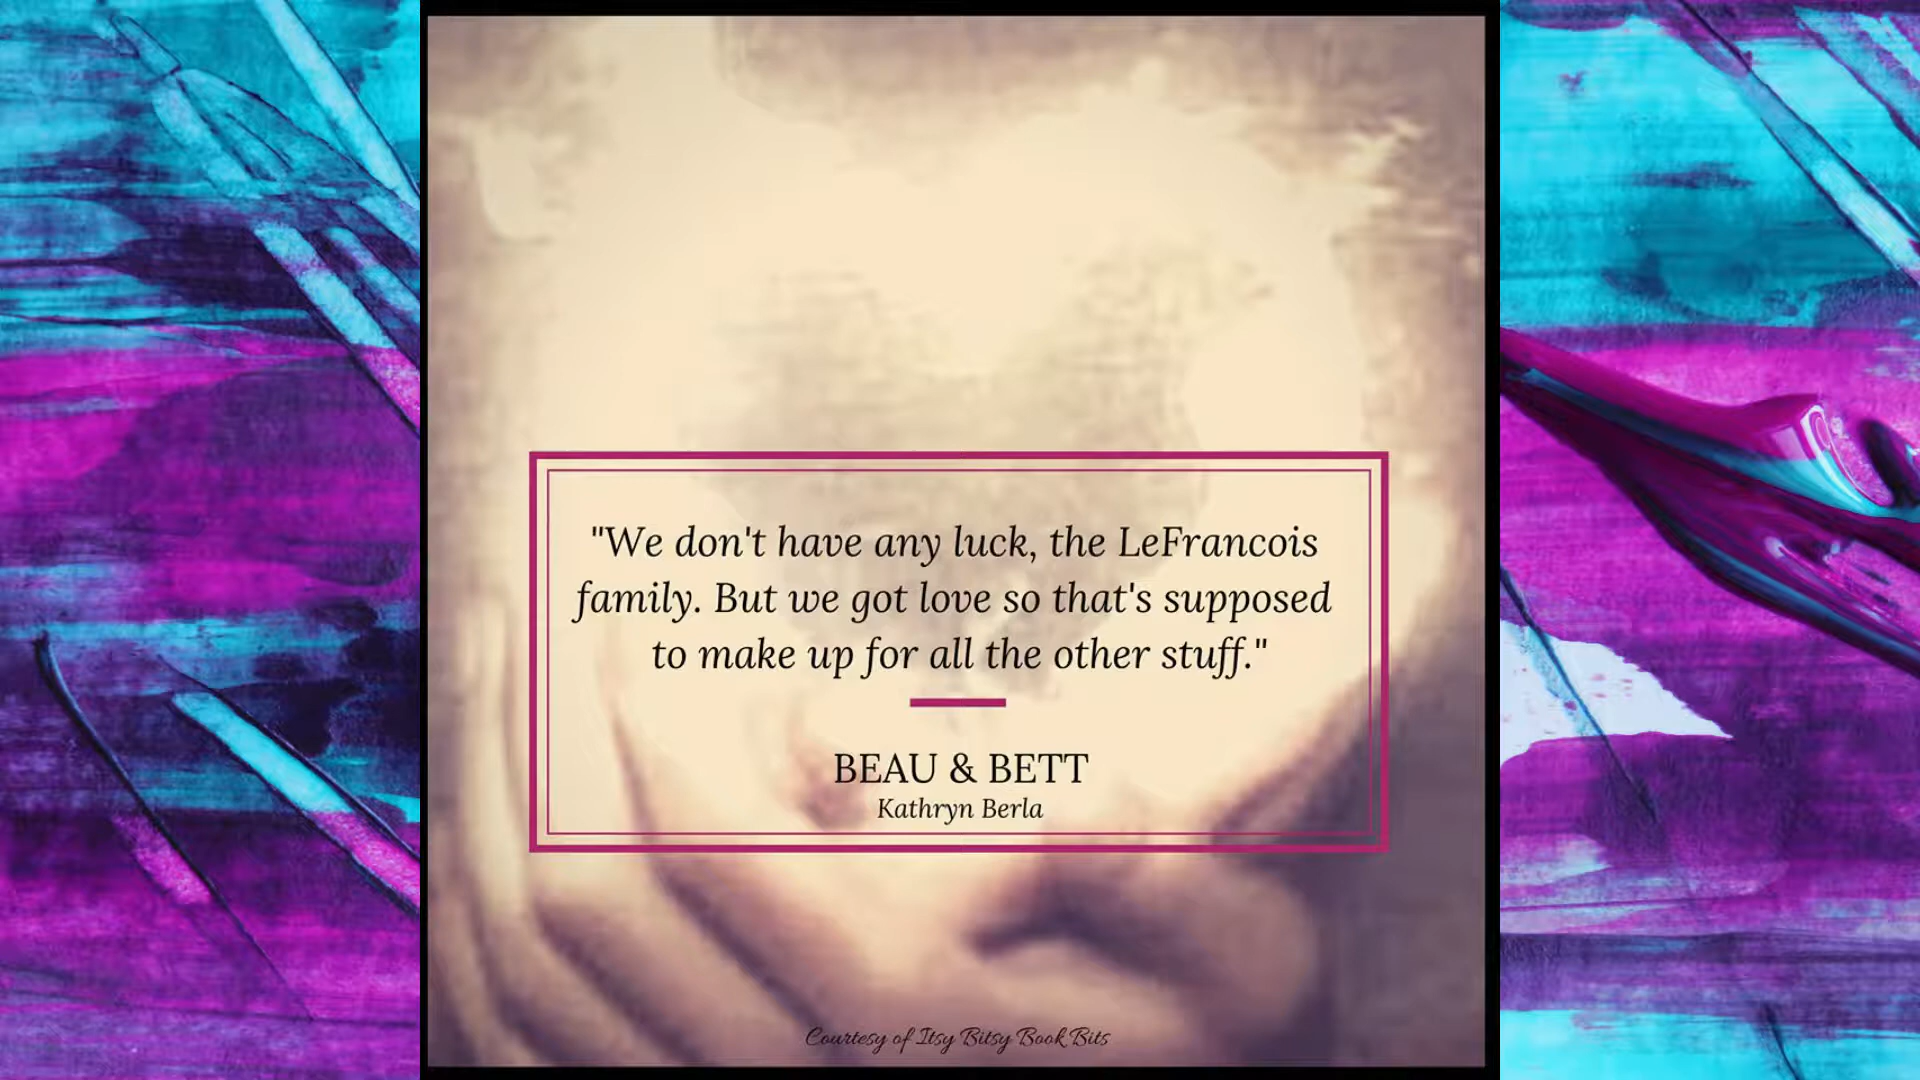 "We don't have any luck, the LeFrancois
family. But we got love so that's supposed
to make up for all the other stuff."
BEAU & BETT
Kathryn Berla
Courtesy of Itsy Bitsy Book Bits